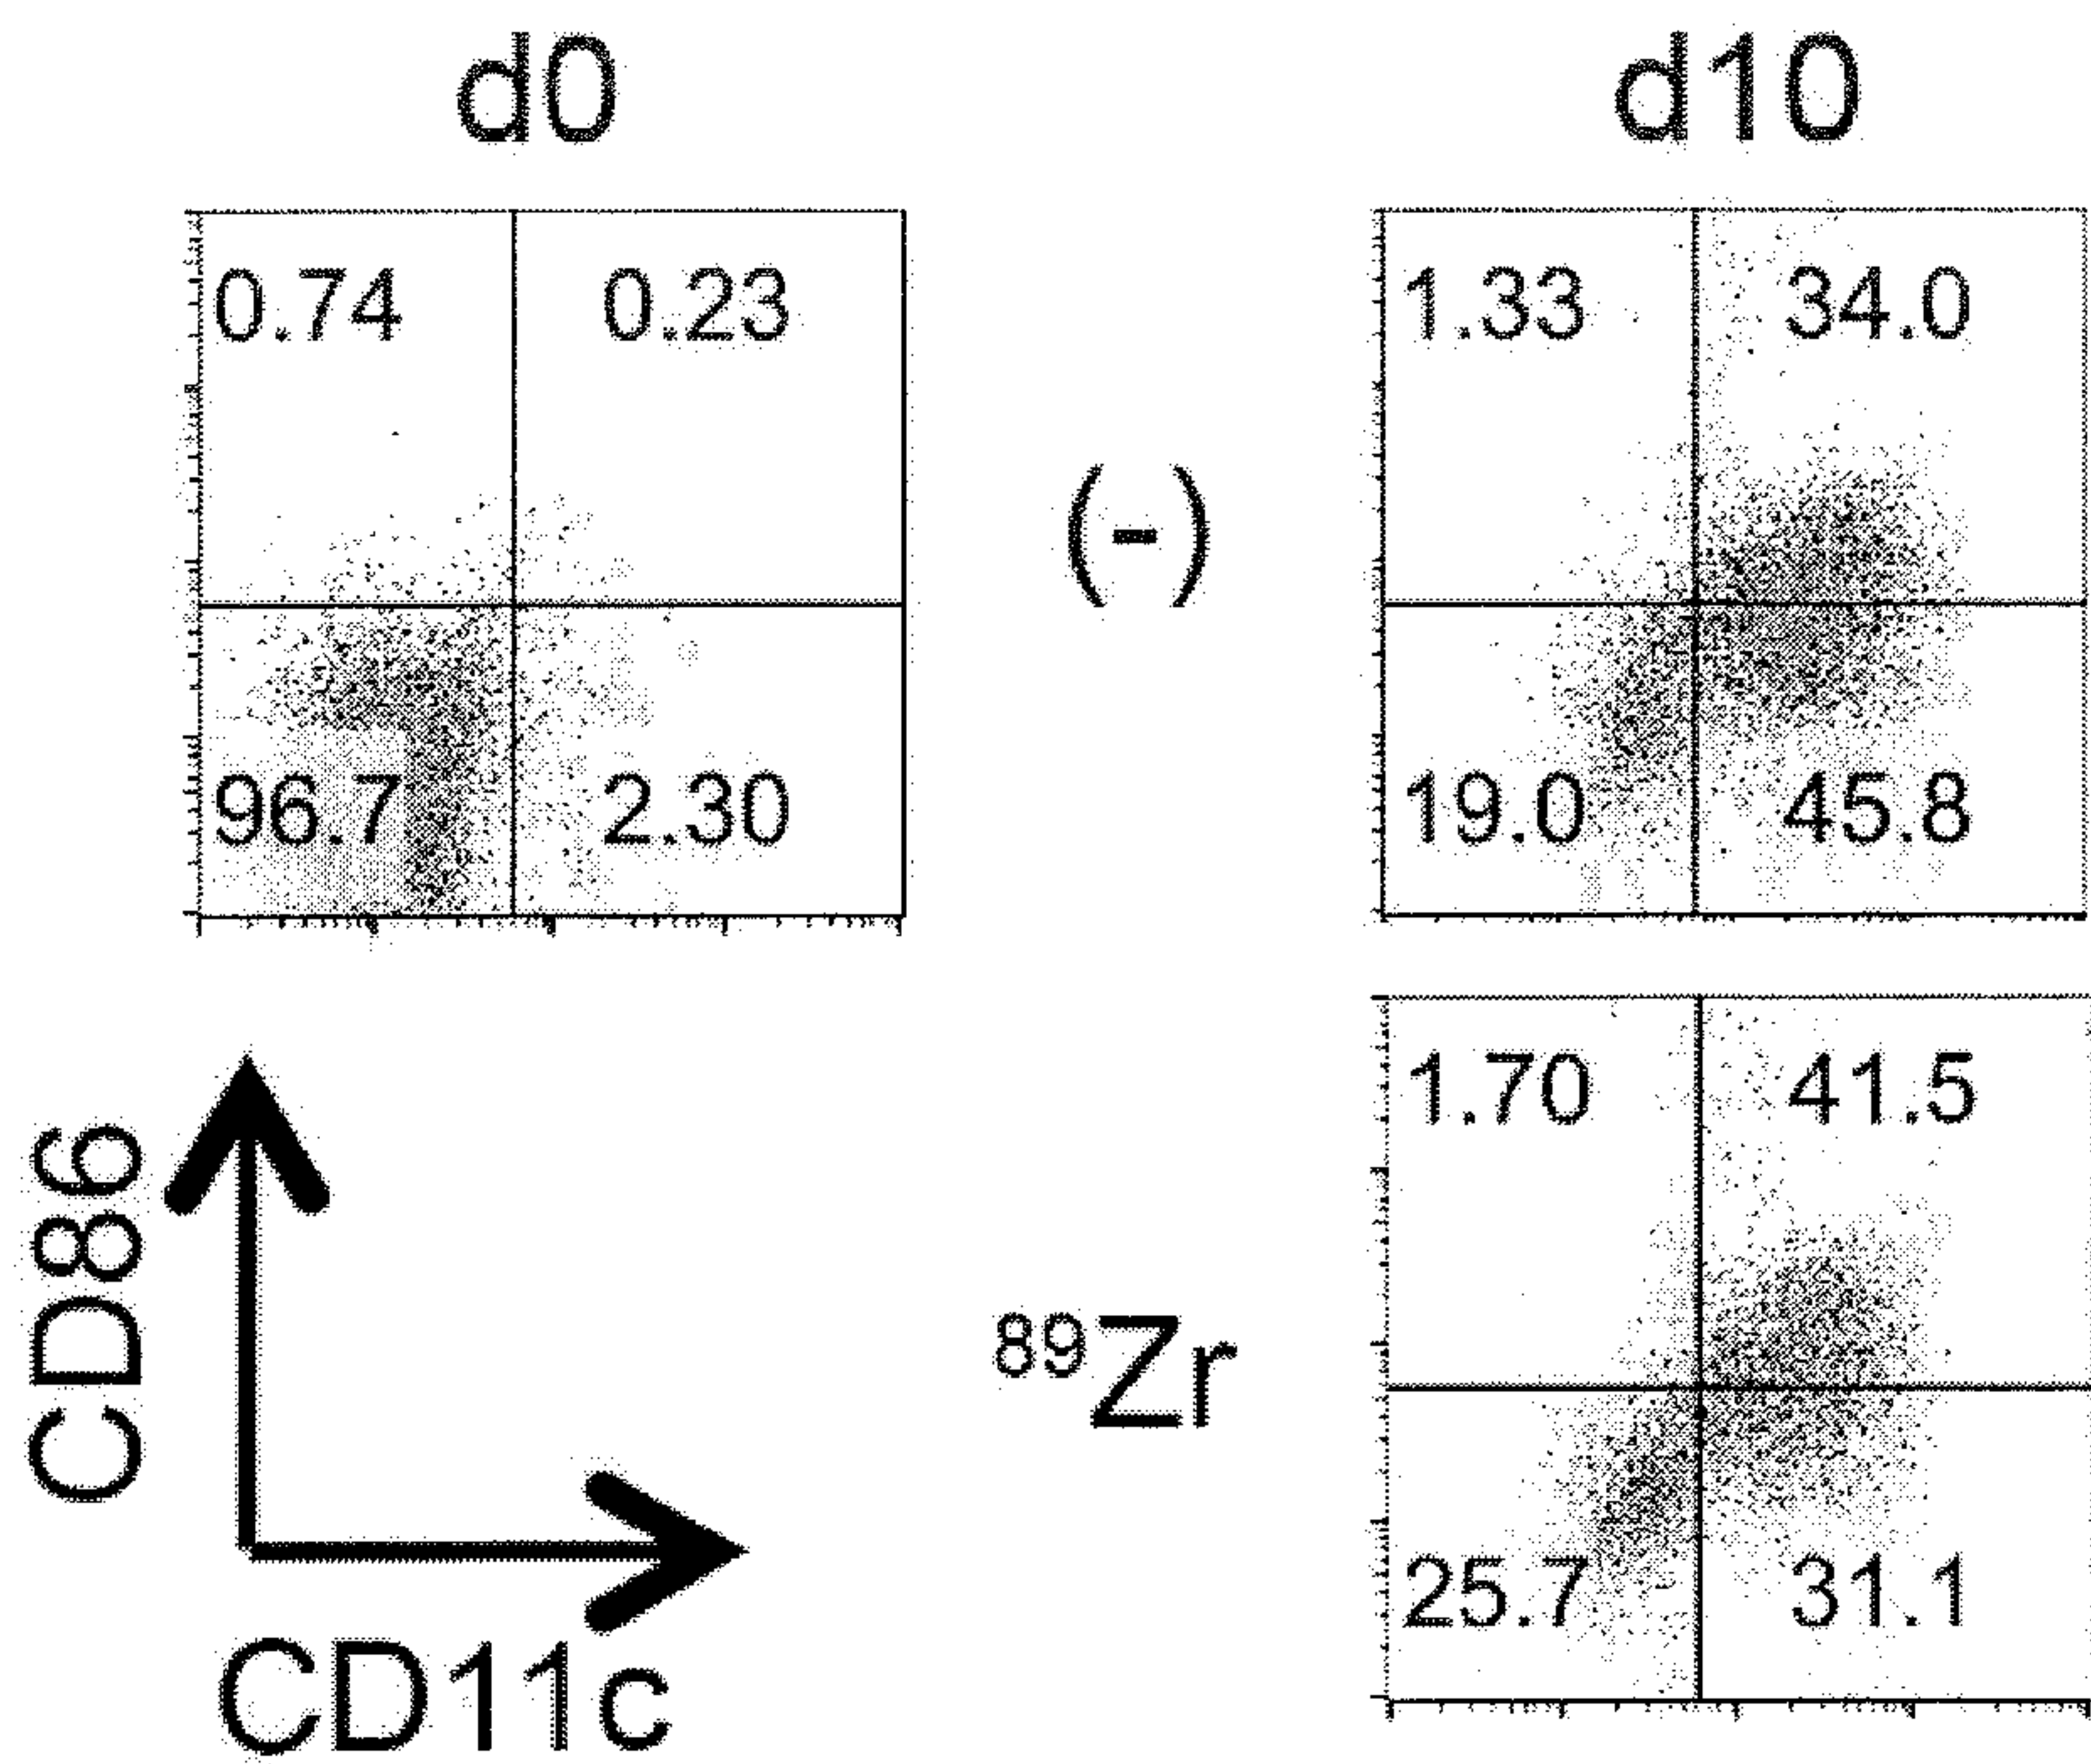 d0
d10
0.74 0.23
96.7 2.30
(-)
1.33 34.0
19.0 45.8
⁸⁹Zr
1.70 41.5
25.7 31.1
CD86
CD11c